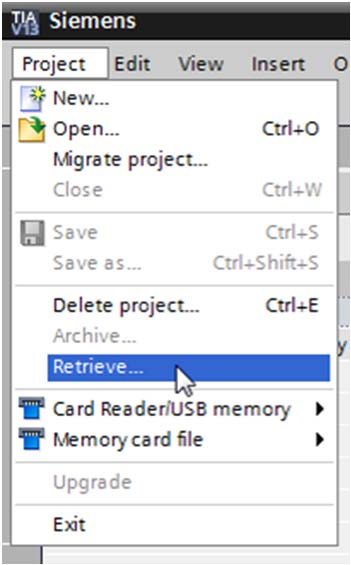 TIA V13 Siemens
Project Edit View Insert O
New...
Open... Ctrl+O
Migrate project...
Close Ctrl+W
Save Ctrl+S
Save as... Ctrl+Shift+S
Delete project... Ctrl+E
Archive...
Retrieve...
y
Card Reader/USB memory
Memory card file
Upgrade
Exit